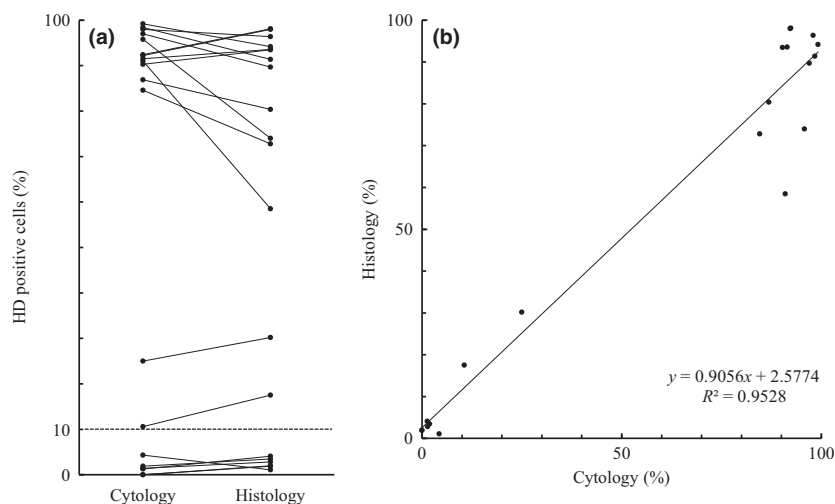 (a)
HD positive cells (%)
100
10
0
Cytology Histology
(b)
Histology (%)
100
50
0
y = 0.9056x + 2.5774
R² = 0.9528
0 50 100
Cytology (%)